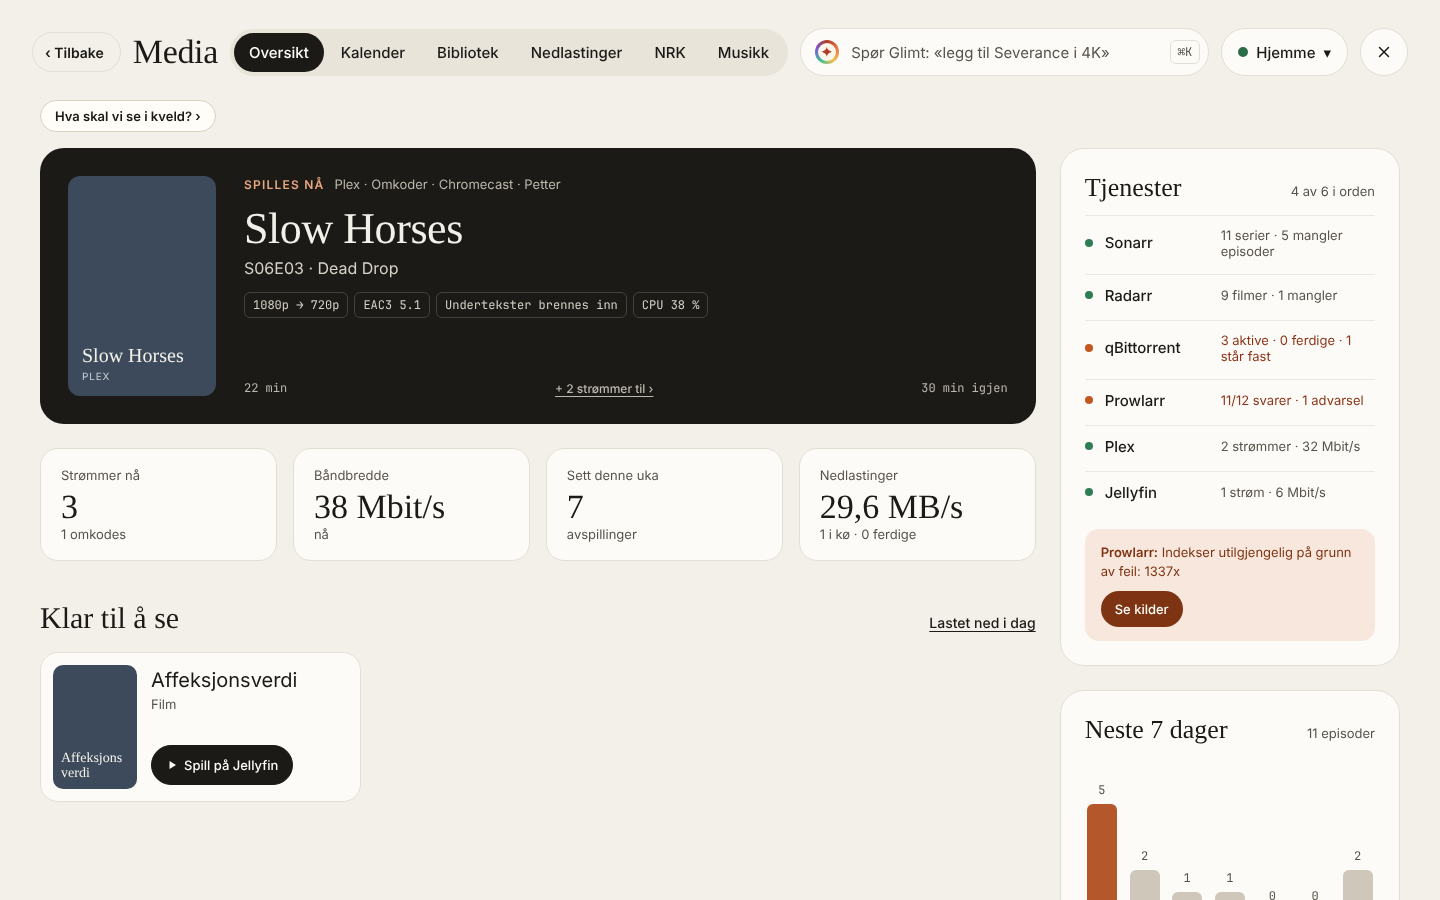 ‹ Tilbake
Media
Oversikt
Kalender
Bibliotek
Nedlastinger
NRK
Musikk
Spør Glimt: «legg til Severance i 4K»
⌘K
Hjemme ▾
✕
Hva skal vi se i kveld? ›
SPILLES NÅ Plex · Omkoder · Chromecast · Petter
Slow Horses
S06E03 · Dead Drop
1080p → 720p
EAC3 5.1
Undertekster brennes inn
CPU 38 %
Slow Horses
PLEX
22 min
+ 2 strømmer til ›
30 min igjen
Strømmer nå
3
1 omkodes
Båndbredde
38 Mbit/s
nå
Sett denne uka
7
avspillinger
Nedlastinger
29,6 MB/s
1 i kø · 0 ferdige
Klar til å se
Lastet ned i dag
Affeksjons
verdi
Affeksjonsverdi
Film
▶ Spill på Jellyfin
Tjenester
4 av 6 i orden
Sonarr
11 serier · 5 mangler
episoder
Radarr
9 filmer · 1 mangler
qBittorrent
3 aktive · 0 ferdige · 1
står fast
Prowlarr
11/12 svarer · 1 advarsel
Plex
2 strømmer · 32 Mbit/s
Jellyfin
1 strøm · 6 Mbit/s
Prowlarr: Indekser utilgjengelig på grunn
av feil: 1337x
Se kilder
Neste 7 dager
11 episoder
5
2
1
1
0
0
2